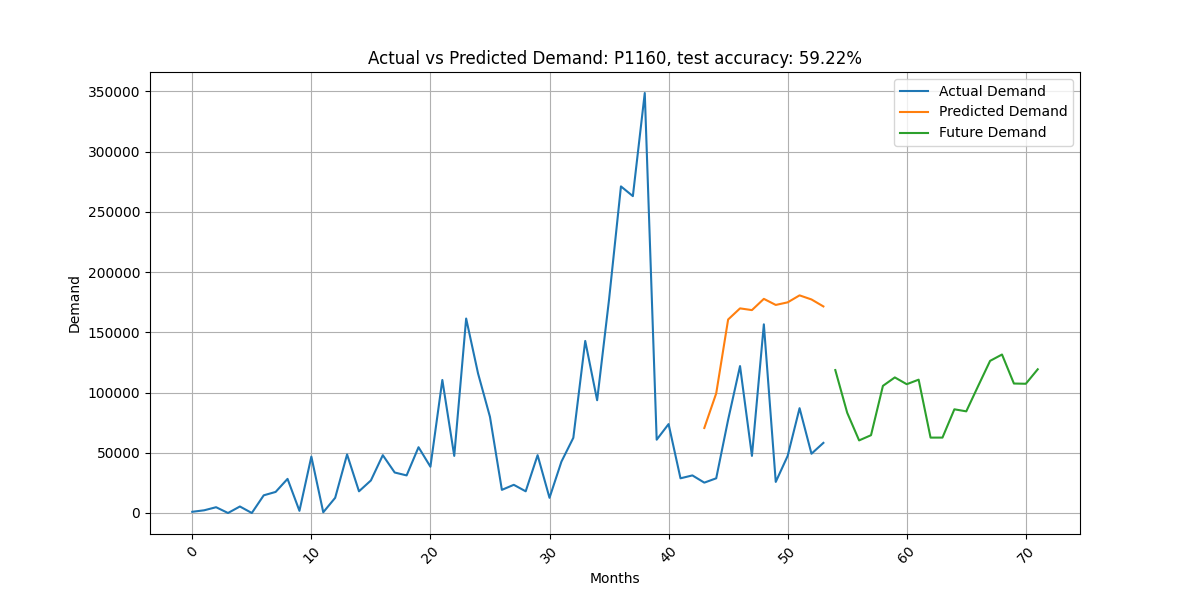 Actual vs Predicted Demand: P1160, test accuracy: 59.22%
Actual Demand
Predicted Demand
Future Demand
350000
300000
250000
200000
150000
100000
50000
0
Demand
0
10
20
30
40
50
60
70
Months